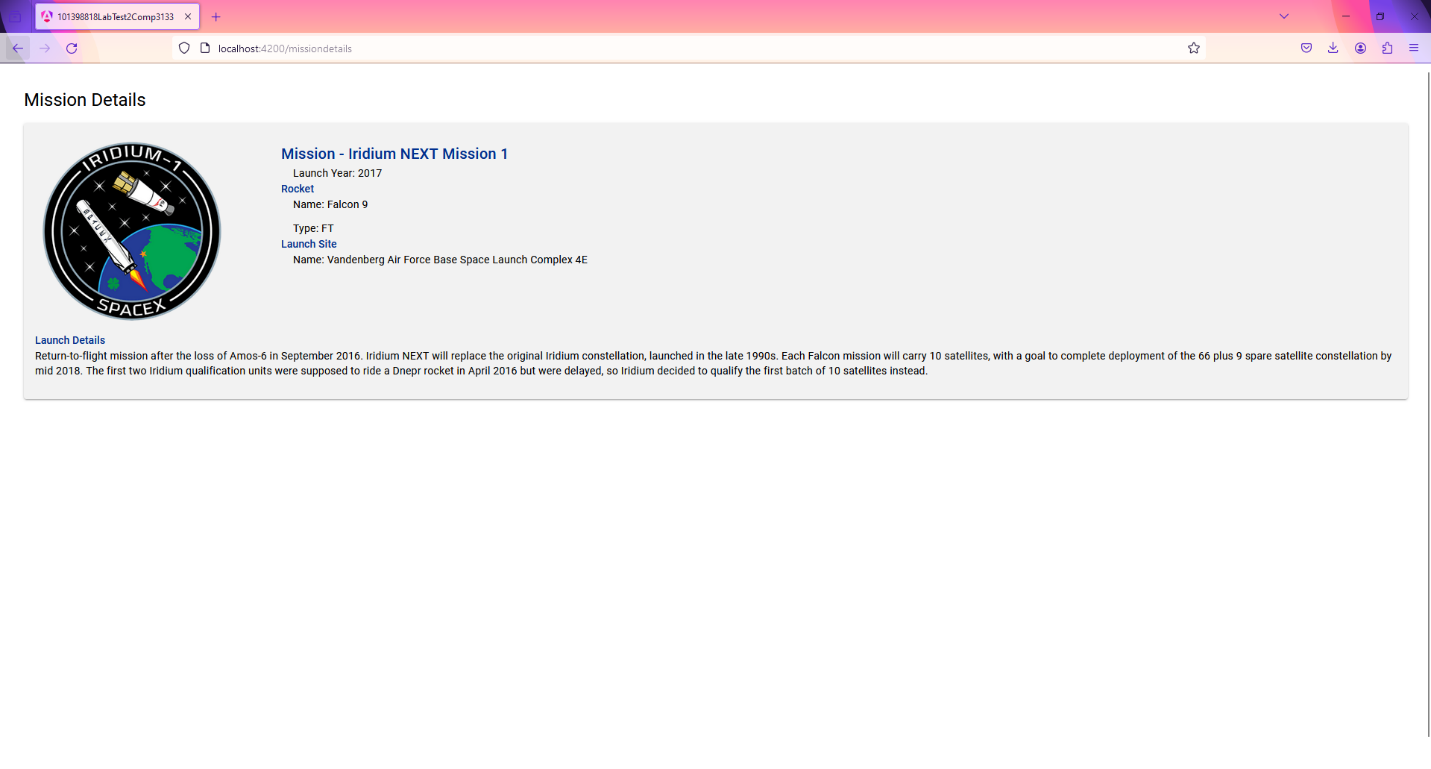 101398818LabTest2Comp3133
localhost:4200/missiondetails
Mission Details
IRIDIUM-1
SPACEX
Mission - Iridium NEXT Mission 1
Launch Year: 2017
Rocket
Name: Falcon 9
Type: FT
Launch Site
Name: Vandenberg Air Force Base Space Launch Complex 4E
Launch Details
Return-to-flight mission after the loss of Amos-6 in September 2016. Iridium NEXT will replace the original Iridium constellation, launched in the late 1990s. Each Falcon mission will carry 10 satellites, with a goal to complete deployment of the 66 plus 9 spare satellite constellation by
mid 2018. The first two Iridium qualification units were supposed to ride a Dnepr rocket in April 2016 but were delayed, so Iridium decided to qualify the first batch of 10 satellites instead.